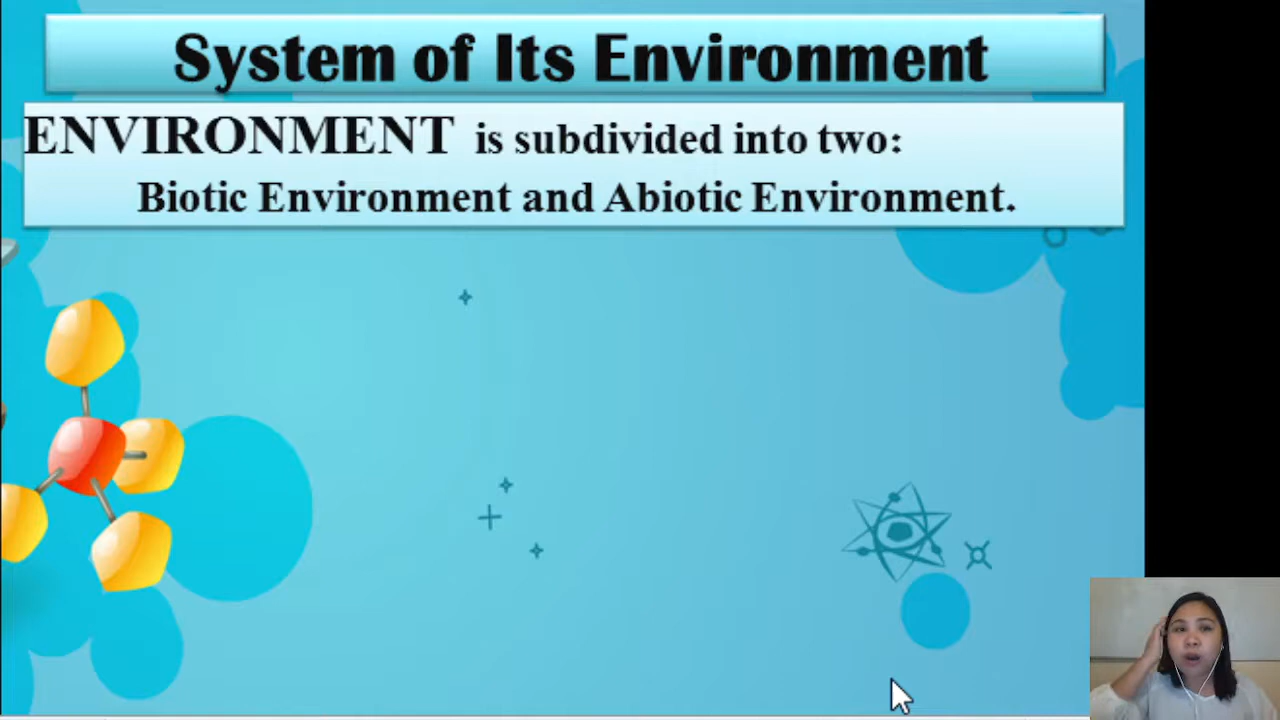 System of Its Environment
ENVIRONMENT is subdivided into two:
Biotic Environment and Abiotic Environment.